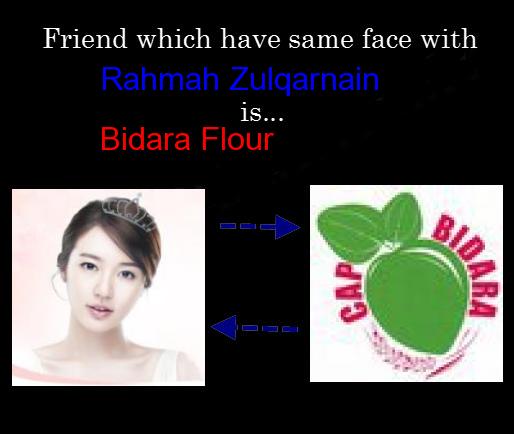 Friend which have same face with
Rahmah Zulqarnain
is...
Bidara Flour
CAP BIDARA